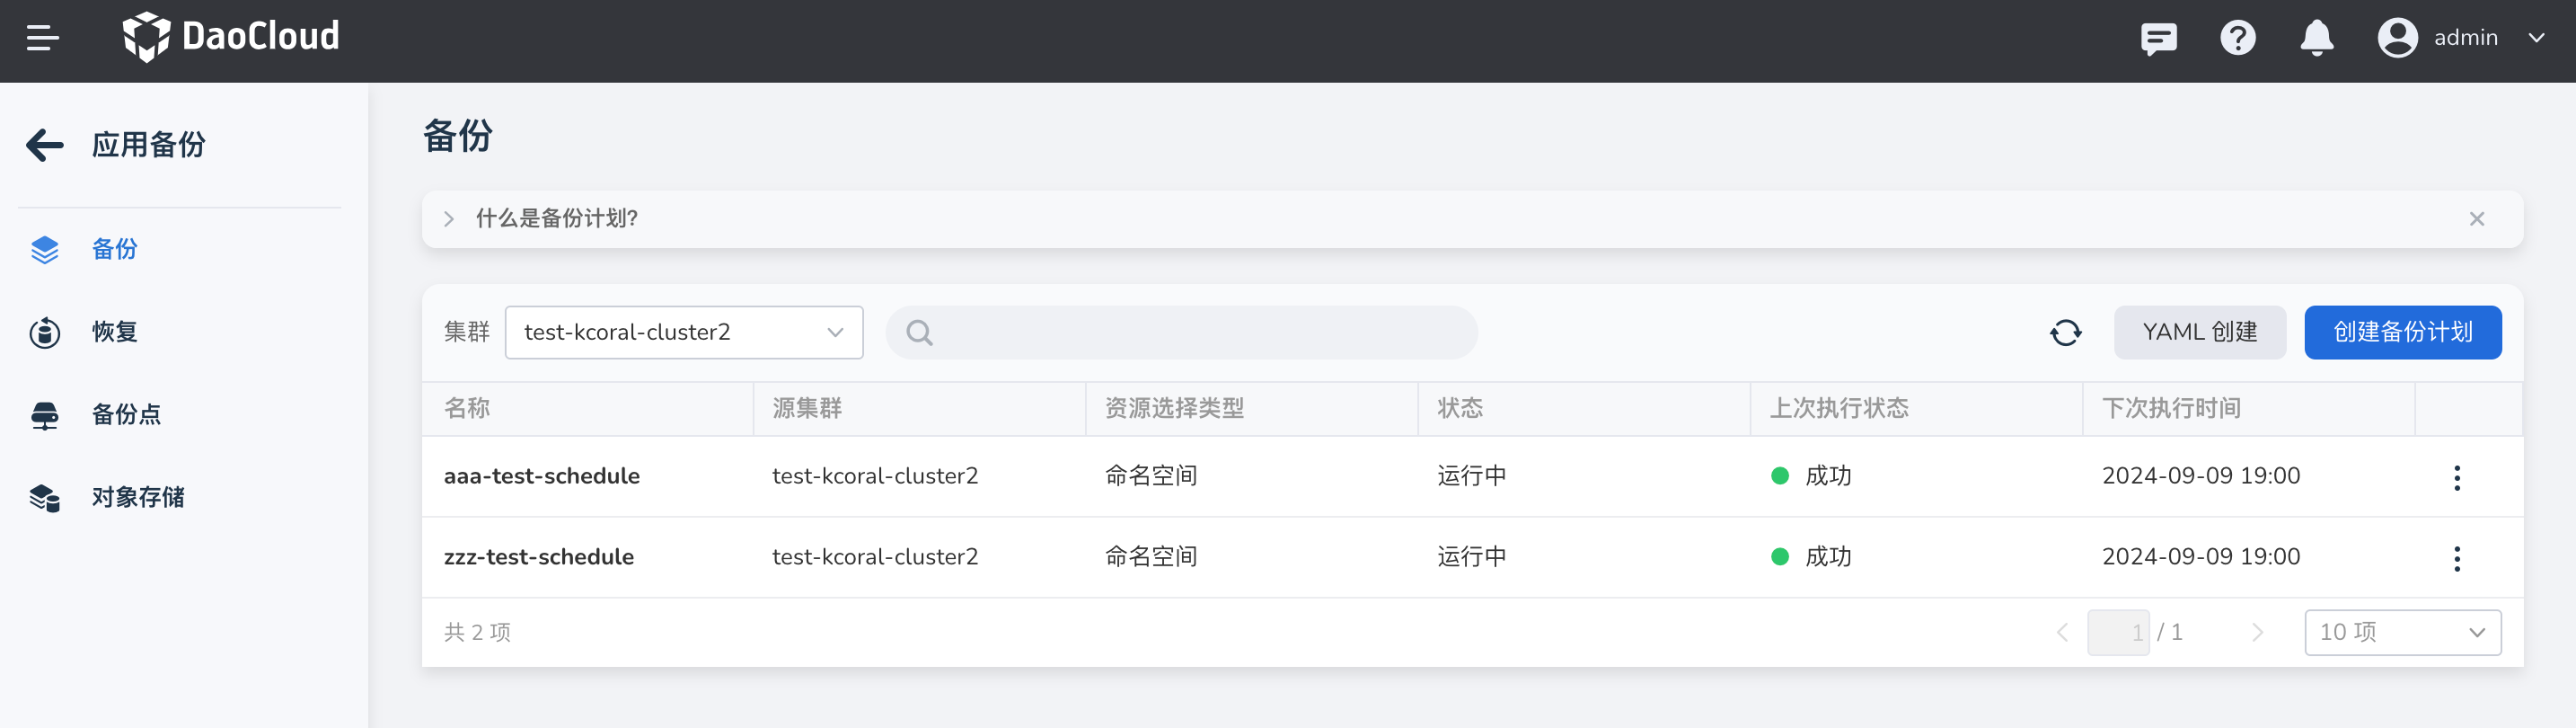 DaoCloud
admin
应用备份
备份
恢复
备份点
对象存储
备份
什么是备份计划?
集群 test-kcoral-cluster2 YAML 创建 创建备份计划
名称 源集群 资源选择类型 状态 上次执行状态 下次执行时间
aaa-test-schedule test-kcoral-cluster2 命名空间 运行中 成功 2024-09-09 19:00
zzz-test-schedule test-kcoral-cluster2 命名空间 运行中 成功 2024-09-09 19:00
共 2 项 1 / 1 10 项